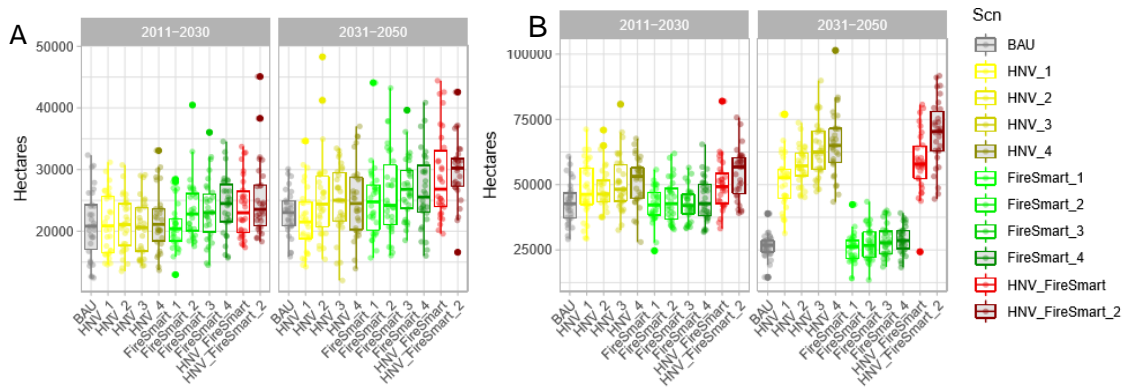 A
2011–2030
2031–2050
Hectares
50000
40000
30000
20000
BAU
HNV_1
HNV_2
HNV_3
HNV_4
FireSmart_1
FireSmart_2
FireSmart_3
FireSmart_4
HNV_FireSmart
HNV_FireSmart_2
BAU
HNV_1
HNV_2
HNV_3
HNV_4
FireSmart_1
FireSmart_2
FireSmart_3
FireSmart_4
HNV_FireSmart
HNV_FireSmart_2
B
2011–2030
2031–2050
Hectares
100000
75000
50000
25000
BAU
HNV_1
HNV_2
HNV_3
HNV_4
FireSmart_1
FireSmart_2
FireSmart_3
FireSmart_4
HNV_FireSmart
HNV_FireSmart_2
BAU
HNV_1
HNV_2
HNV_3
HNV_4
FireSmart_1
FireSmart_2
FireSmart_3
FireSmart_4
HNV_FireSmart
HNV_FireSmart_2
Scn
BAU
HNV_1
HNV_2
HNV_3
HNV_4
FireSmart_1
FireSmart_2
FireSmart_3
FireSmart_4
HNV_FireSmart
HNV_FireSmart_2